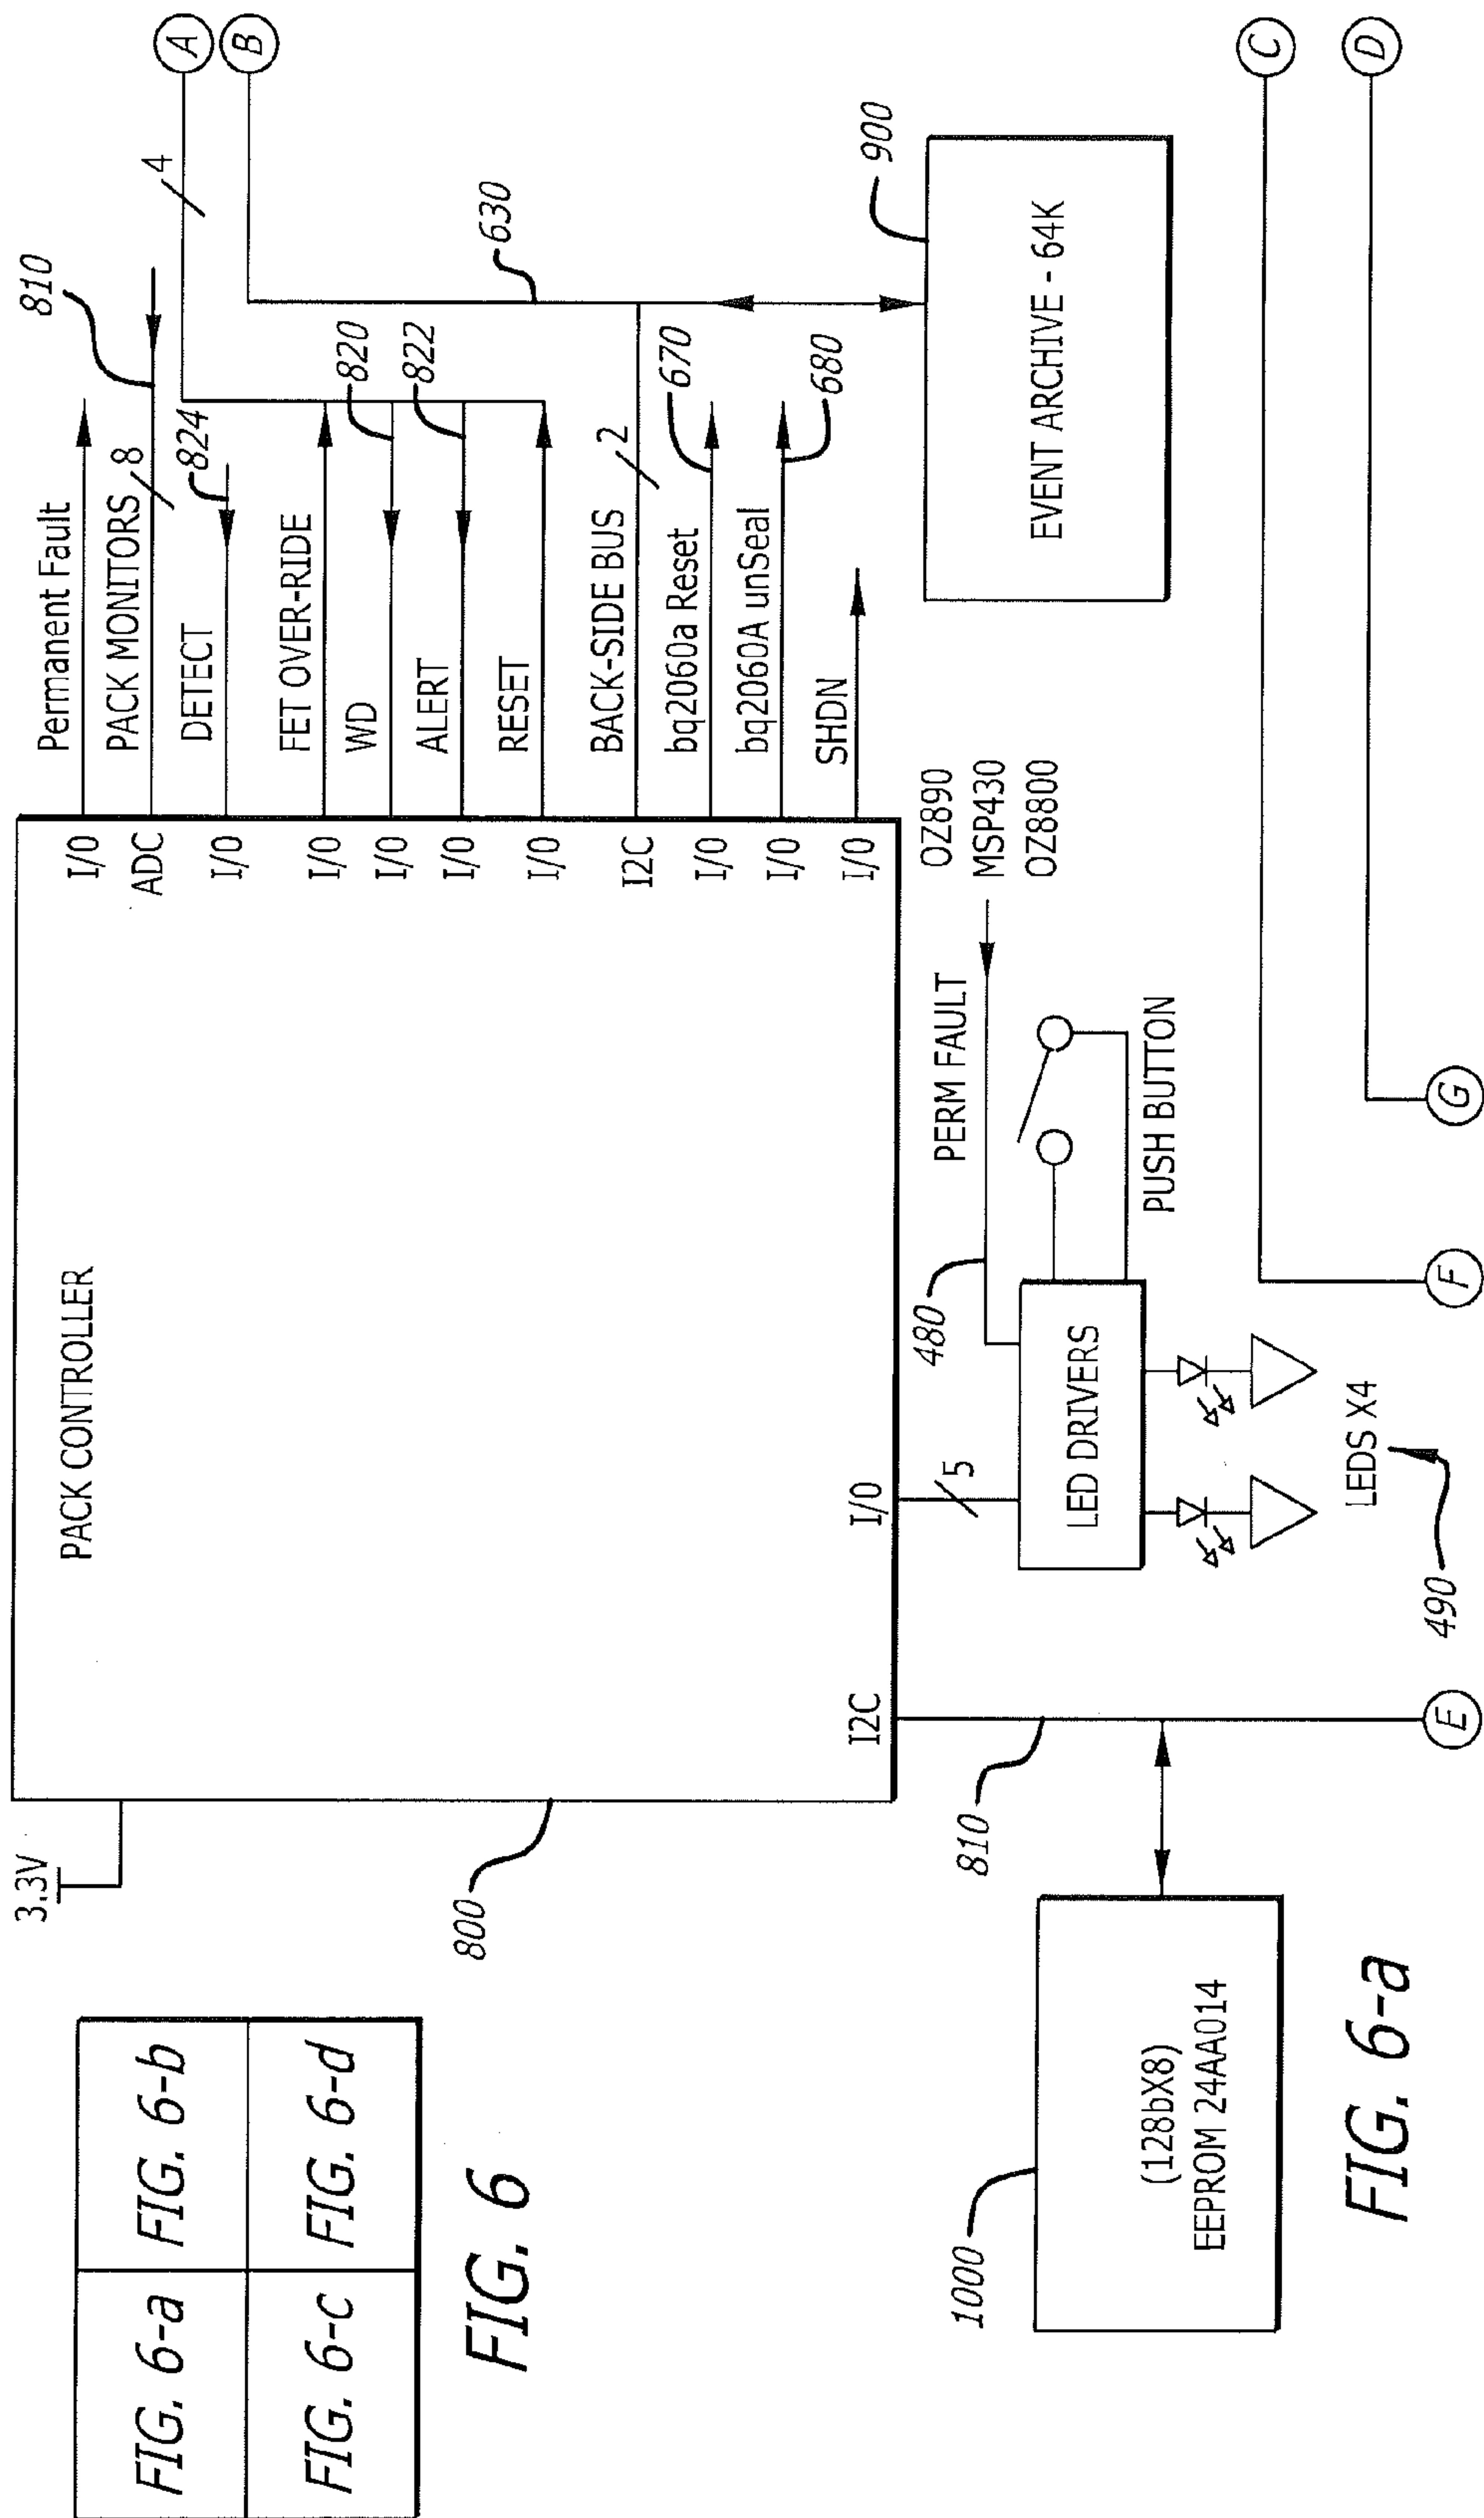 FIG. 6-a
FIG. 6-b
FIG. 6-c
FIG. 6-d
FIG. 6
3.3V
PACK CONTROLLER
800
I/O
Permanent Fault
ADC
PACK MONITORS
8
810
I/O
DETECT
824
I/O
FET OVER-RIDE
I/O
WD
820
I/O
ALERT
822
I/O
RESET
I2C
BACK-SIDE BUS
2
630
I/O
bq2060a Reset
670
I/O
bq2060A unSeal
680
I/O
SHDN
4
A
B
EVENT ARCHIVE - 64K
900
OZ890
MSP430
OZ8800
PERM FAULT
480
PUSH BUTTON
I/O
5
LED DRIVERS
LEDS X4
490
I2C
810
1000
(128bX8)
EEPROM 24AA014
E
F
G
C
D
FIG. 6-a